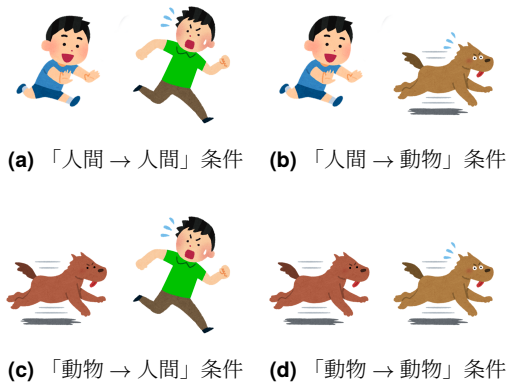 (a) 「人間 → 人間」条件
(b) 「人間 → 動物」条件
(c) 「動物 → 人間」条件
(d) 「動物 → 動物」条件